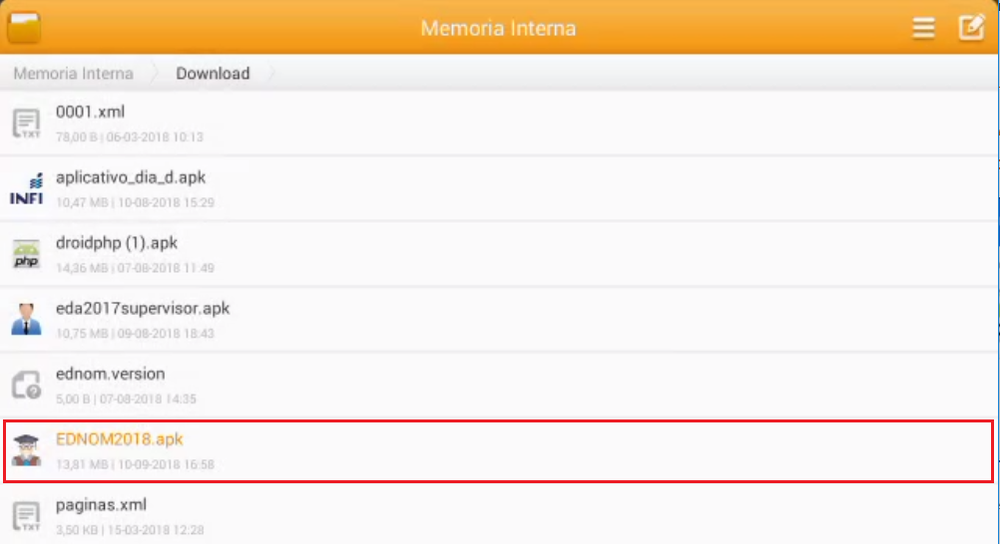 Memoria Interna
Memoria Interna Download
0001.xml
TXT
78,00 B | 06-03-2018 10:13
aplicativo_dia_d.apk
INFI
10,47 MB | 10-08-2018 15:29
droidphp (1).apk
php
14,36 MB | 07-08-2018 11:49
eda2017supervisor.apk
10,75 MB | 09-08-2018 18:43
ednom.version
5,00 B | 07-08-2018 14:35
EDNOM2018.apk
13,81 MB | 10-09-2018 16:58
paginas.xml
TXT
3,50 KB | 15-03-2018 12:28